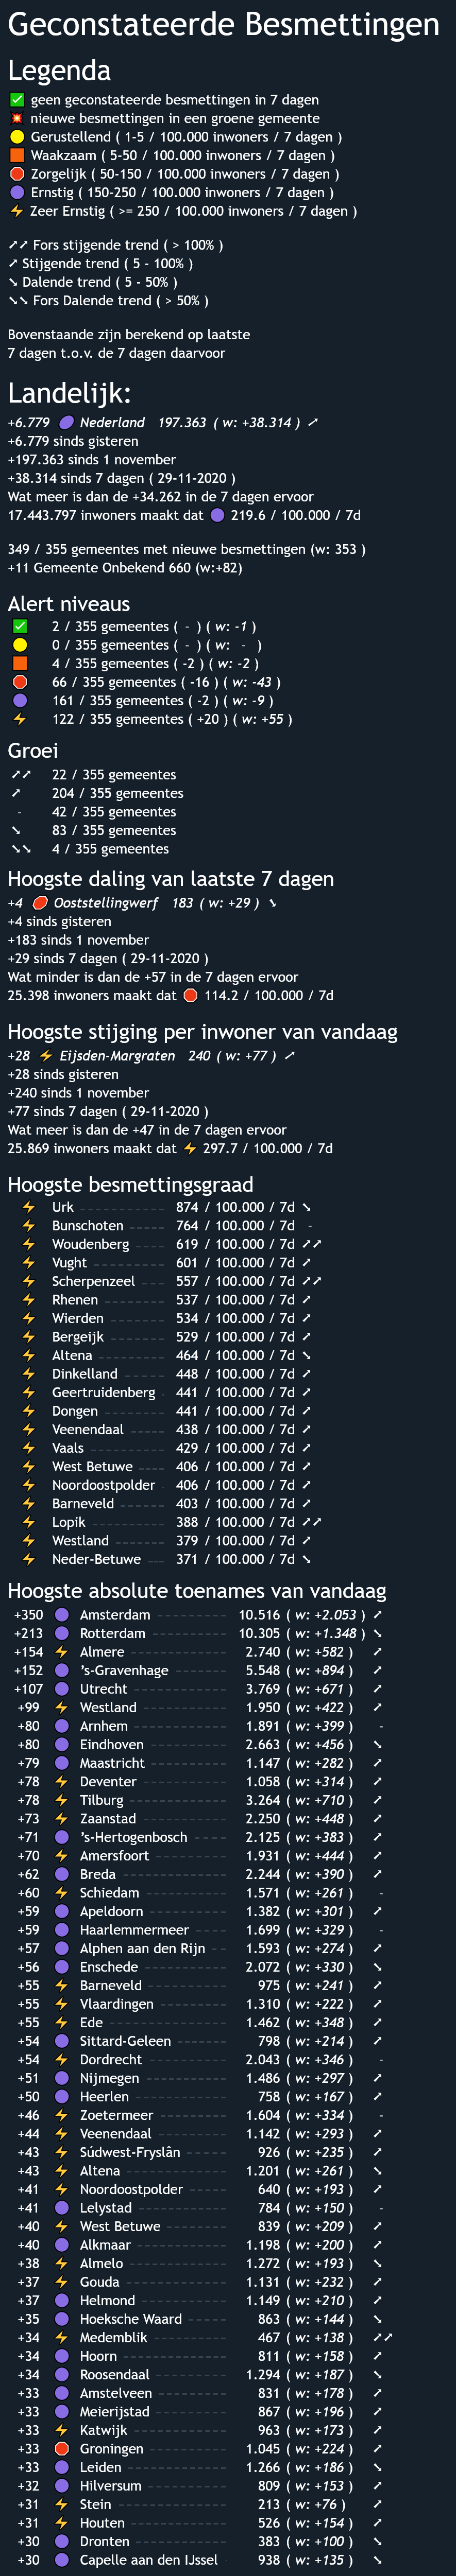 Geconstateerde Besmettingen
Legenda
geen geconstateerde besmettingen in 7 dagen
nieuwe besmettingen in een groene gemeente
Gerustellend ( 1-5 / 100.000 inwoners / 7 dagen )
Waakzaam ( 5-50 / 100.000 inwoners / 7 dagen )
Zorgelijk ( 50-150 / 100.000 inwoners / 7 dagen )
Ernstig ( 150-250 / 100.000 inwoners / 7 dagen )
Zeer Ernstig ( >= 250 / 100.000 inwoners / 7 dagen )
➚➚ Fors stijgende trend ( > 100% )
➚ Stijgende trend ( 5 - 100% )
➘ Dalende trend ( 5 - 50% )
➘➘ Fors Dalende trend ( > 50% )
Bovenstaande zijn berekend op laatste
7 dagen t.o.v. de 7 dagen daarvoor
Landelijk:
+6.779 Nederland 197.363 ( w: +38.314 ) ➚
+6.779 sinds gisteren
+197.363 sinds 1 november
+38.314 sinds 7 dagen ( 29-11-2020 )
Wat meer is dan de +34.262 in de 7 dagen ervoor
17.443.797 inwoners maakt dat 219.6 / 100.000 / 7d
349 / 355 gemeentes met nieuwe besmettingen (w: 353 )
+11 Gemeente Onbekend 660 (w:+82)
Alert niveaus
2 / 355 gemeentes ( - ) ( w: -1 )
0 / 355 gemeentes ( - ) ( w: - )
4 / 355 gemeentes ( -2 ) ( w: -2 )
66 / 355 gemeentes ( -16 ) ( w: -43 )
161 / 355 gemeentes ( -2 ) ( w: -9 )
122 / 355 gemeentes ( +20 ) ( w: +55 )
Groei
➚➚ 22 / 355 gemeentes
➚ 204 / 355 gemeentes
- 42 / 355 gemeentes
➘ 83 / 355 gemeentes
➘➘ 4 / 355 gemeentes
Hoogste daling van laatste 7 dagen
+4 Ooststellingwerf 183 ( w: +29 ) ➘
+4 sinds gisteren
+183 sinds 1 november
+29 sinds 7 dagen ( 29-11-2020 )
Wat minder is dan de +57 in de 7 dagen ervoor
25.398 inwoners maakt dat 114.2 / 100.000 / 7d
Hoogste stijging per inwoner van vandaag
+28 Eijsden-Margraten 240 ( w: +77 ) ➚
+28 sinds gisteren
+240 sinds 1 november
+77 sinds 7 dagen ( 29-11-2020 )
Wat meer is dan de +47 in de 7 dagen ervoor
25.869 inwoners maakt dat 297.7 / 100.000 / 7d
Hoogste besmettingsgraad
Urk 874 / 100.000 / 7d ➘
Bunschoten 764 / 100.000 / 7d -
Woudenberg 619 / 100.000 / 7d ➚➚
Vught 601 / 100.000 / 7d ➚
Scherpenzeel 557 / 100.000 / 7d ➚➚
Rhenen 537 / 100.000 / 7d ➚
Wierden 534 / 100.000 / 7d ➚
Bergeijk 529 / 100.000 / 7d ➚
Altena 464 / 100.000 / 7d ➘
Dinkelland 448 / 100.000 / 7d ➚
Geertruidenberg 441 / 100.000 / 7d ➚
Dongen 441 / 100.000 / 7d ➚
Veenendaal 438 / 100.000 / 7d ➚
Vaals 429 / 100.000 / 7d ➚
West Betuwe 406 / 100.000 / 7d ➚
Noordoostpolder 406 / 100.000 / 7d ➚
Barneveld 403 / 100.000 / 7d ➚
Lopik 388 / 100.000 / 7d ➚➚
Westland 379 / 100.000 / 7d ➚
Neder-Betuwe 371 / 100.000 / 7d ➘
Hoogste absolute toenames van vandaag
+350 Amsterdam 10.516 ( w: +2.053 ) ➚
+213 Rotterdam 10.305 ( w: +1.348 ) ➘
+154 Almere 2.740 ( w: +582 ) ➚
+152 's-Gravenhage 5.548 ( w: +894 ) ➚
+107 Utrecht 3.769 ( w: +671 ) ➚
+99 Westland 1.950 ( w: +422 ) ➚
+80 Arnhem 1.891 ( w: +399 ) -
+80 Eindhoven 2.663 ( w: +456 ) ➘
+79 Maastricht 1.147 ( w: +282 ) ➚
+78 Deventer 1.058 ( w: +314 ) ➚
+78 Tilburg 3.264 ( w: +710 ) ➚
+73 Zaanstad 2.250 ( w: +448 ) ➚
+71 's-Hertogenbosch 2.125 ( w: +383 ) ➚
+70 Amersfoort 1.931 ( w: +444 ) ➚
+62 Breda 2.244 ( w: +390 ) ➚
+60 Schiedam 1.571 ( w: +261 ) -
+59 Apeldoorn 1.382 ( w: +301 ) ➚
+59 Haarlemmermeer 1.699 ( w: +329 ) -
+57 Alphen aan den Rijn 1.593 ( w: +274 ) ➚
+56 Enschede 2.072 ( w: +330 ) ➘
+55 Barneveld 975 ( w: +241 ) ➚
+55 Vlaardingen 1.310 ( w: +222 ) ➚
+55 Ede 1.462 ( w: +348 ) ➚
+54 Sittard-Geleen 798 ( w: +214 ) ➚
+54 Dordrecht 2.043 ( w: +346 ) -
+51 Nijmegen 1.486 ( w: +297 ) ➚
+50 Heerlen 758 ( w: +167 ) ➚
+46 Zoetermeer 1.604 ( w: +334 ) -
+44 Veenendaal 1.142 ( w: +293 ) ➚
+43 Súdwest-Fryslân 926 ( w: +235 ) ➚
+43 Altena 1.201 ( w: +261 ) ➘
+41 Noordoostpolder 640 ( w: +193 ) ➚
+41 Lelystad 784 ( w: +150 ) -
+40 West Betuwe 839 ( w: +209 ) ➚
+40 Alkmaar 1.198 ( w: +200 ) ➚
+38 Almelo 1.272 ( w: +193 ) ➘
+37 Gouda 1.131 ( w: +232 ) ➚
+37 Helmond 1.149 ( w: +210 ) ➚
+35 Hoeksche Waard 863 ( w: +144 ) ➘
+34 Medemblik 467 ( w: +138 ) ➚➚
+34 Hoorn 811 ( w: +158 ) ➚
+34 Roosendaal 1.294 ( w: +187 ) ➘
+33 Amstelveen 831 ( w: +178 ) ➚
+33 Meierijstad 867 ( w: +196 ) ➚
+33 Katwijk 963 ( w: +173 ) ➚
+33 Groningen 1.045 ( w: +224 ) ➚
+33 Leiden 1.266 ( w: +186 ) ➘
+32 Hilversum 809 ( w: +153 ) ➚
+31 Stein 213 ( w: +76 ) ➚
+31 Houten 526 ( w: +154 ) ➚
+30 Dronten 383 ( w: +100 ) ➘
+30 Capelle aan den IJssel 938 ( w: +135 ) ➘